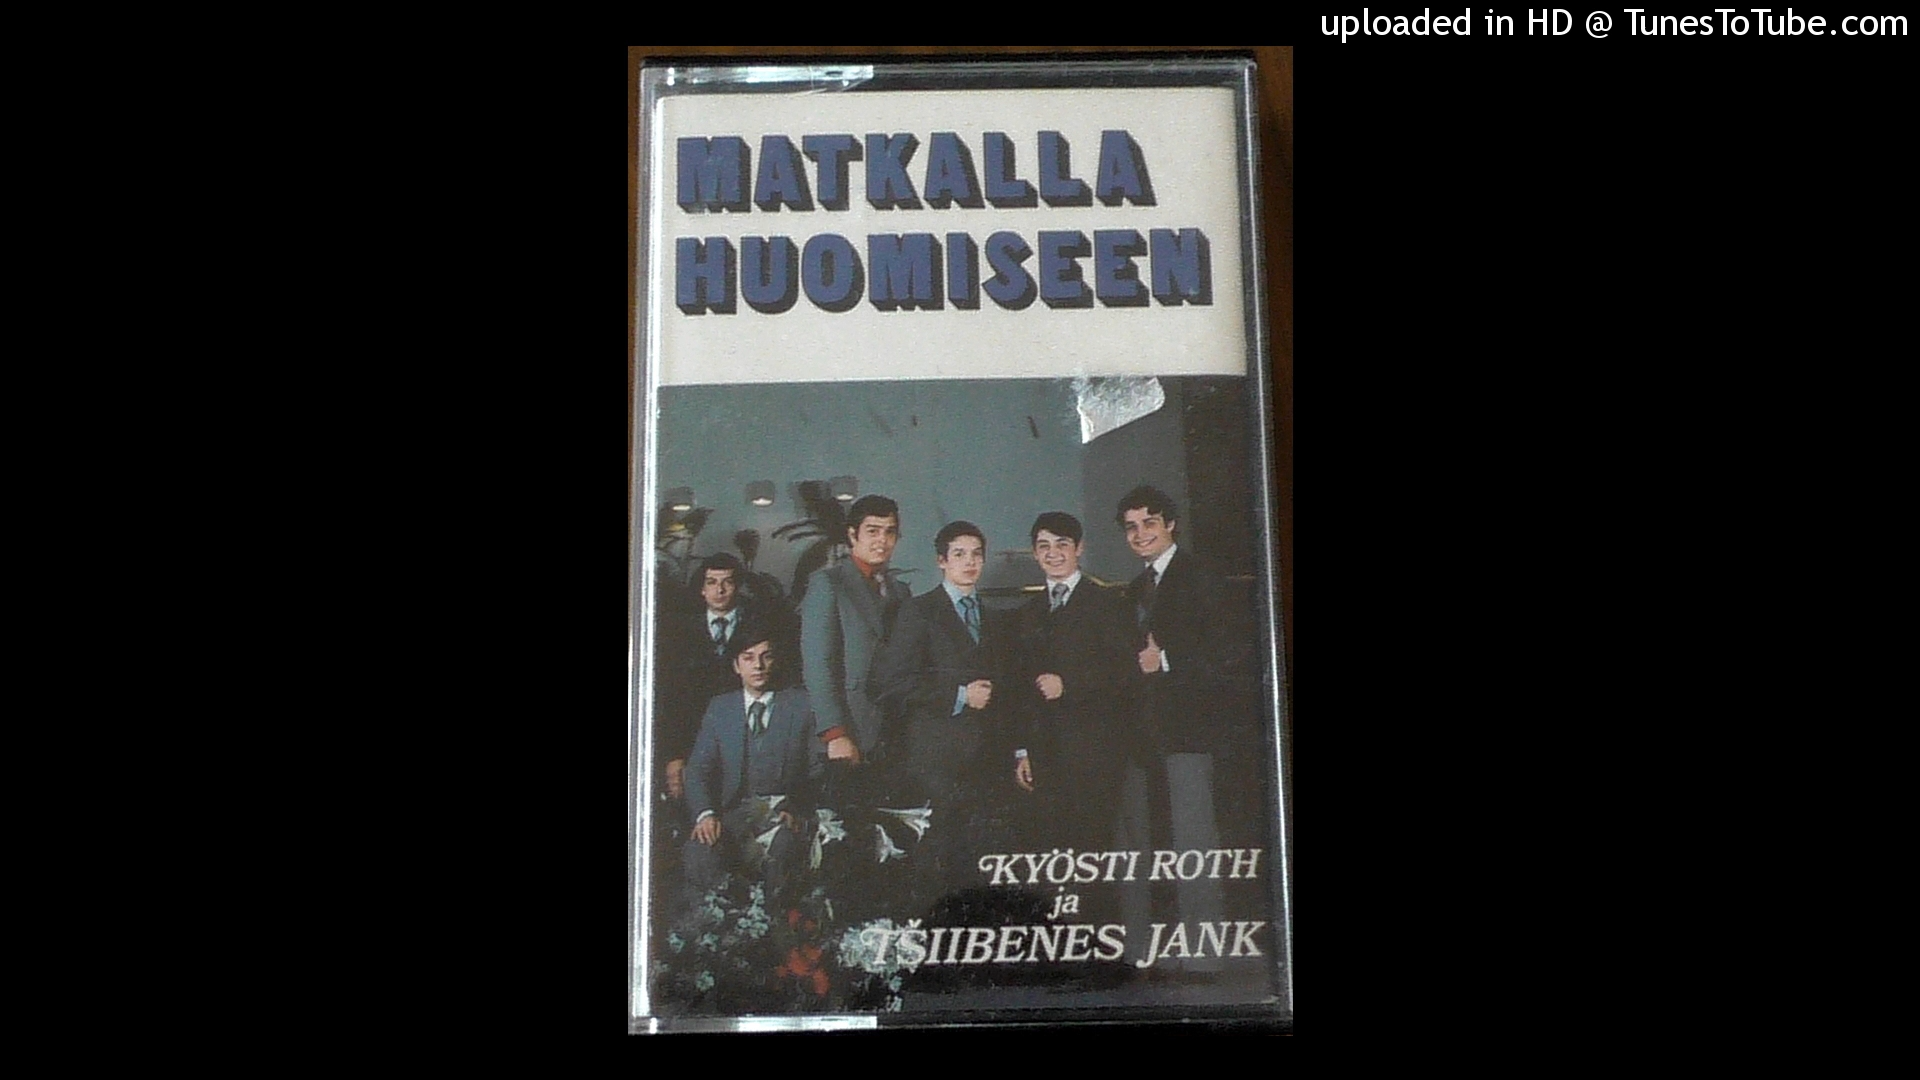 uploaded in HD @ TunesToTube.com
MATKALLA
HUOMISEEN
KYÖSTI ROTH
ja
TŠIIBENES JANK